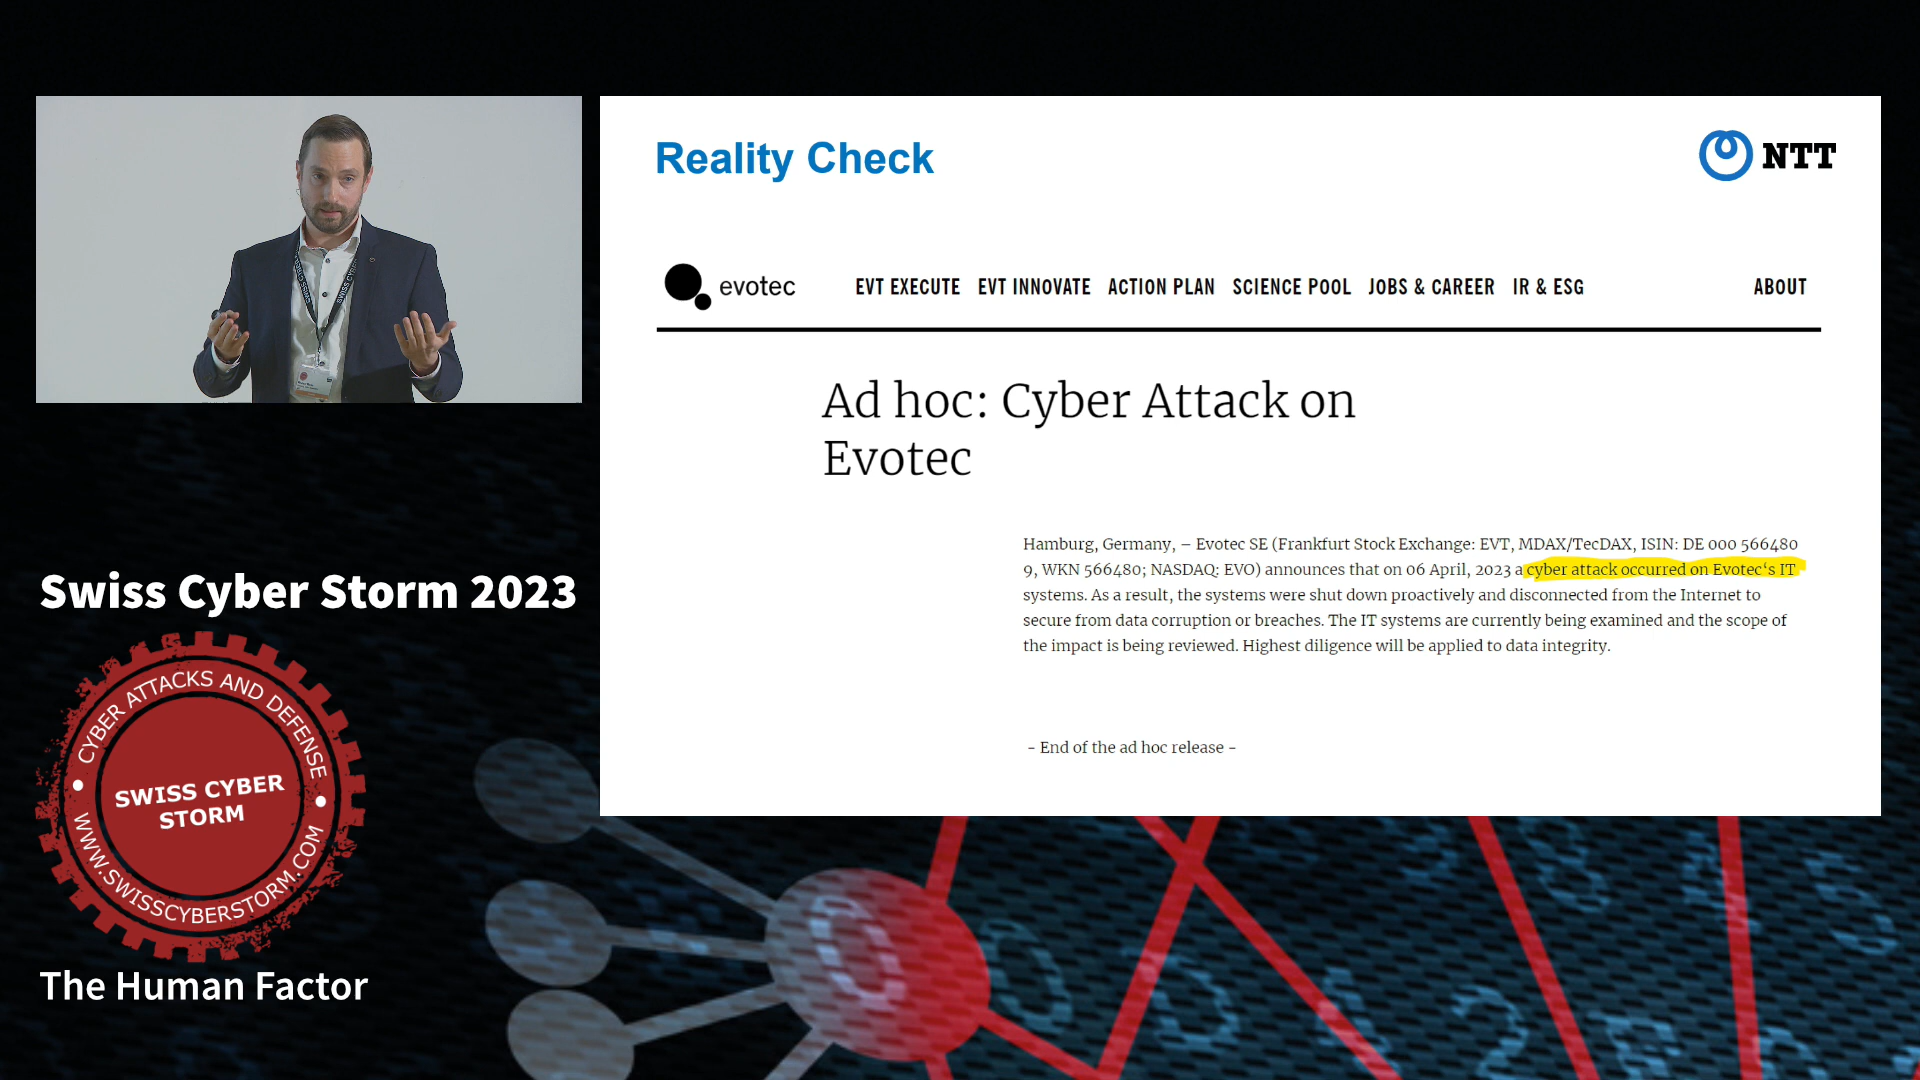 Reality Check
NTT
evotec
EVT EXECUTE EVT INNOVATE ACTION PLAN SCIENCE POOL JOBS & CAREER IR & ESG ABOUT
Ad hoc: Cyber Attack on
Evotec
Hamburg, Germany, – Evotec SE (Frankfurt Stock Exchange: EVT, MDAX/TecDAX, ISIN: DE 000 566480
9, WKN 566480; NASDAQ: EVO) announces that on 06 April, 2023 a cyber attack occurred on Evotec‘s IT
systems. As a result, the systems were shut down proactively and disconnected from the Internet to
secure from data corruption or breaches. The IT systems are currently being examined and the scope of
the impact is being reviewed. Highest diligence will be applied to data integrity.
- End of the ad hoc release -
Swiss Cyber Storm 2023
CYBER ATTACKS AND DEFENSE
SWISS CYBER
STORM
WWW.SWISSCYBERSTORM.COM
The Human Factor